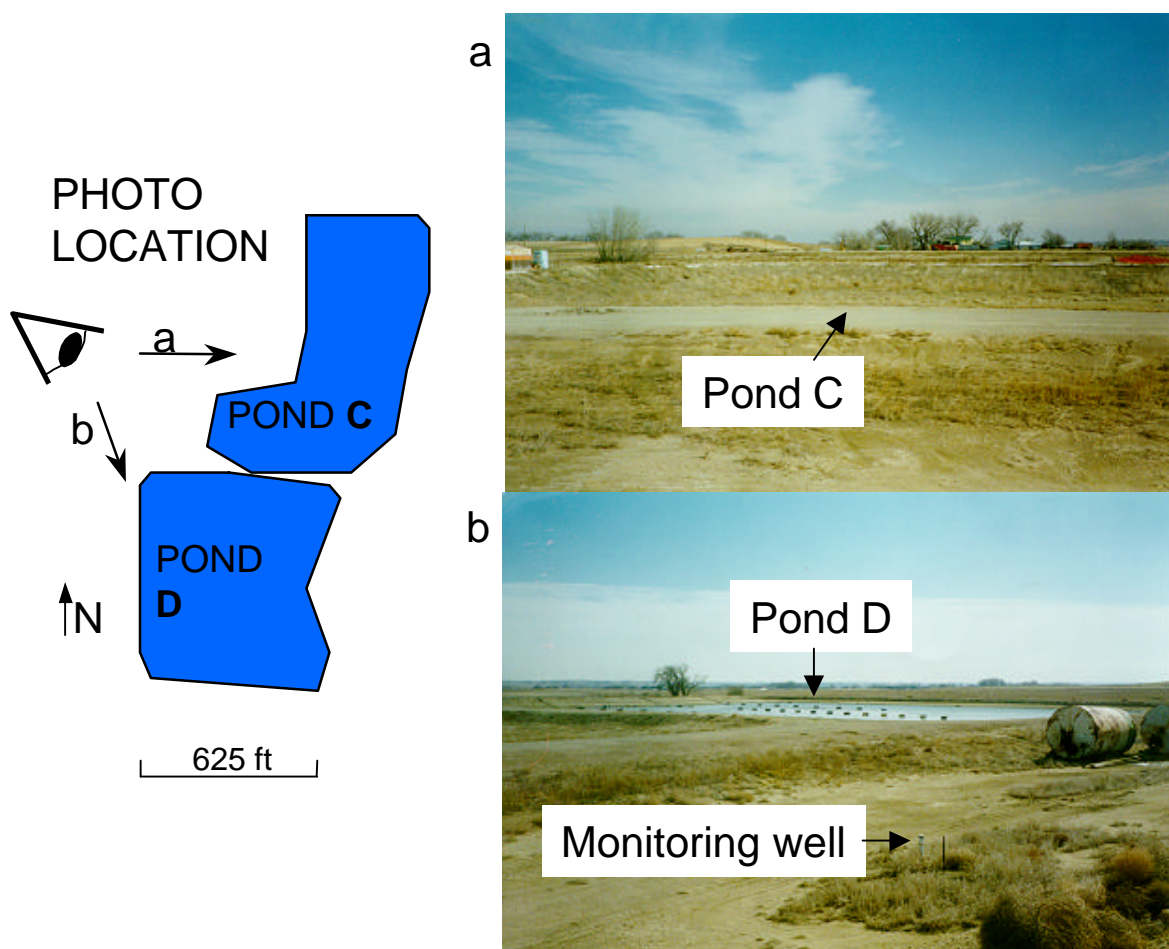 PHOTO
LOCATION
a
b
POND C
POND
D
N
625 ft
a
Pond C
b
Pond D
Monitoring well